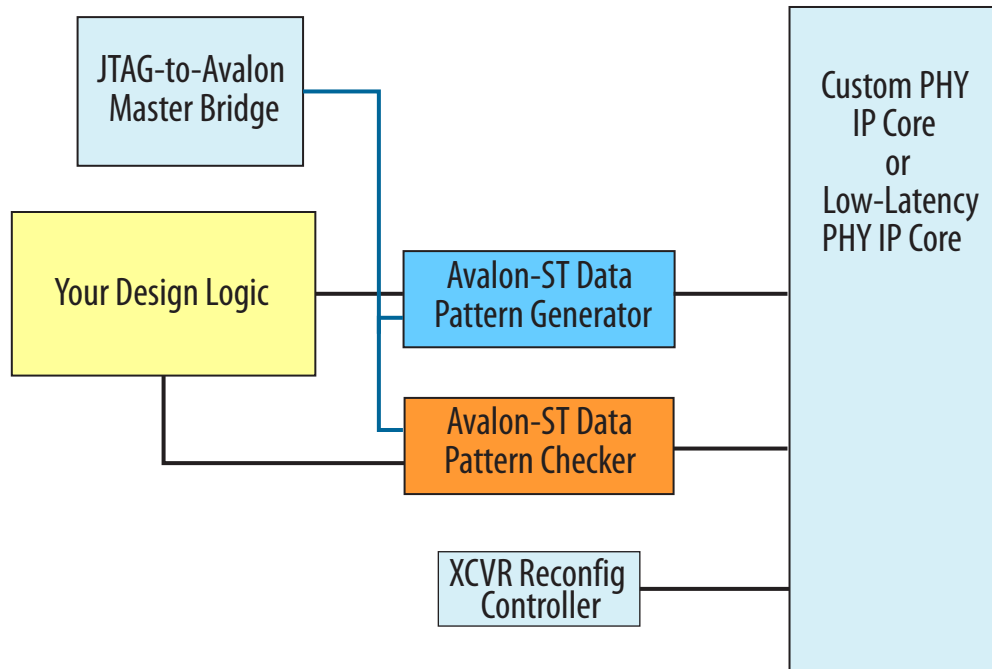 JTAG-to-Avalon
Master Bridge
Custom PHY
IP Core
or
Low-Latency
PHY IP Core
Your Design Logic
Avalon-ST Data
Pattern Generator
Avalon-ST Data
Pattern Checker
XCVR Reconfig
Controller